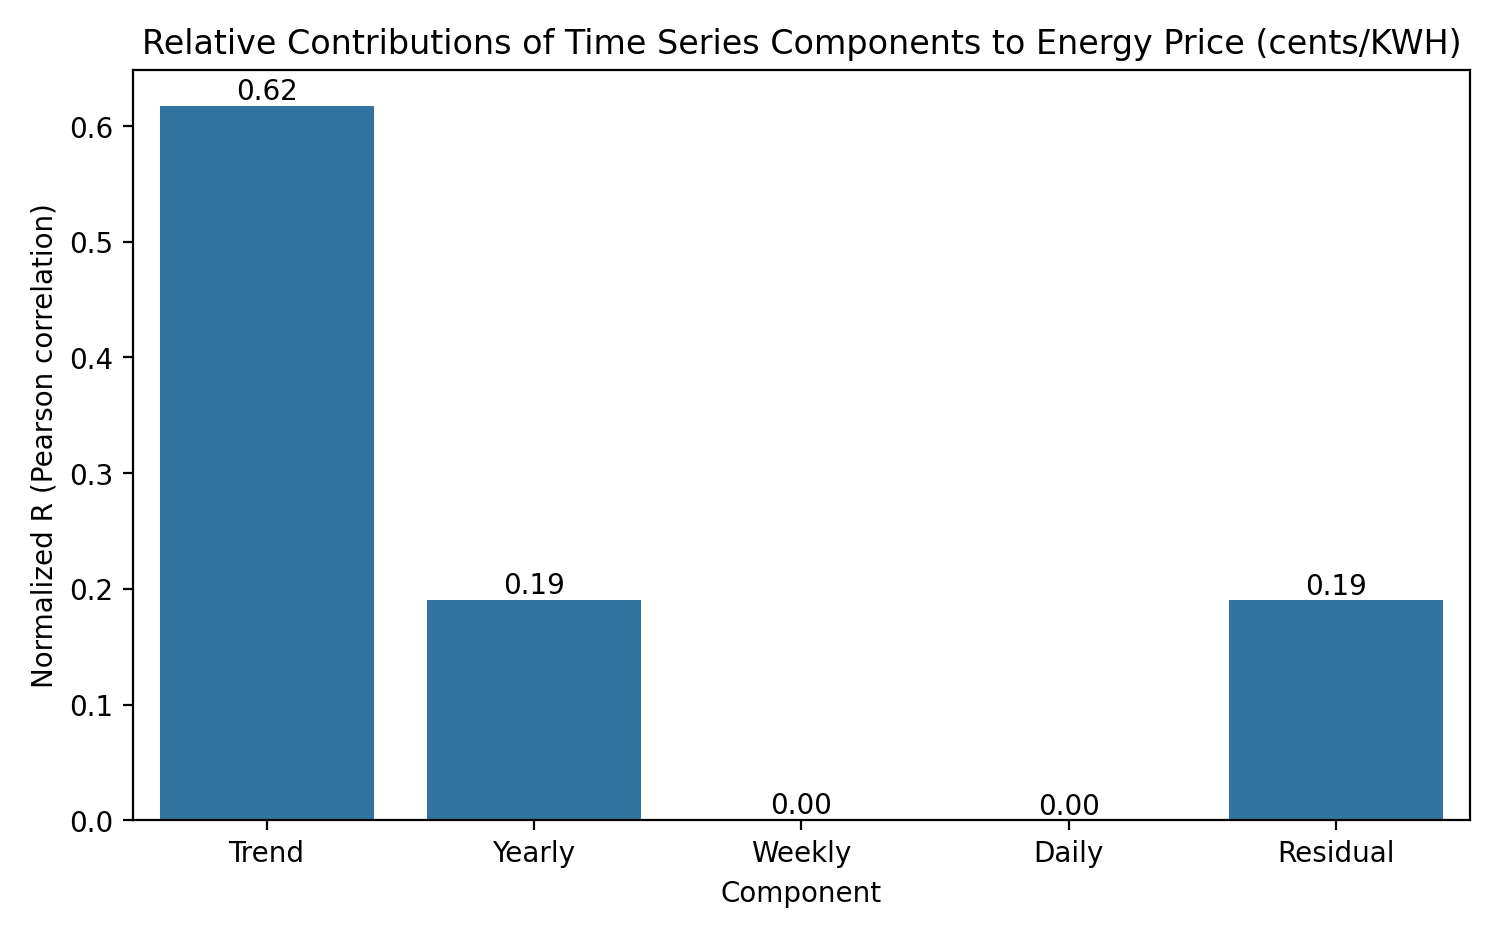 Relative Contributions of Time Series Components to Energy Price (cents/KWH)
Normalized R (Pearson correlation)
0.6
0.5
0.4
0.3
0.2
0.1
0.0
0.62
0.19
0.00
0.00
0.19
Trend
Yearly
Weekly
Daily
Residual
Component